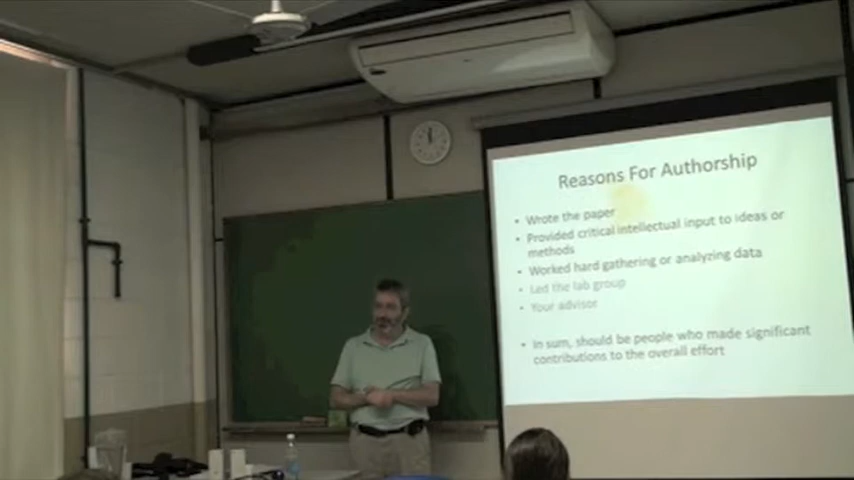 Reasons For Authorship
• Wrote the paper
• Provided critical intellectual input to ideas or
methods
• Worked hard gathering or analyzing data
• Led the lab group
• Your advisor
• In sum, should be people who made significant
contributions to the overall effort